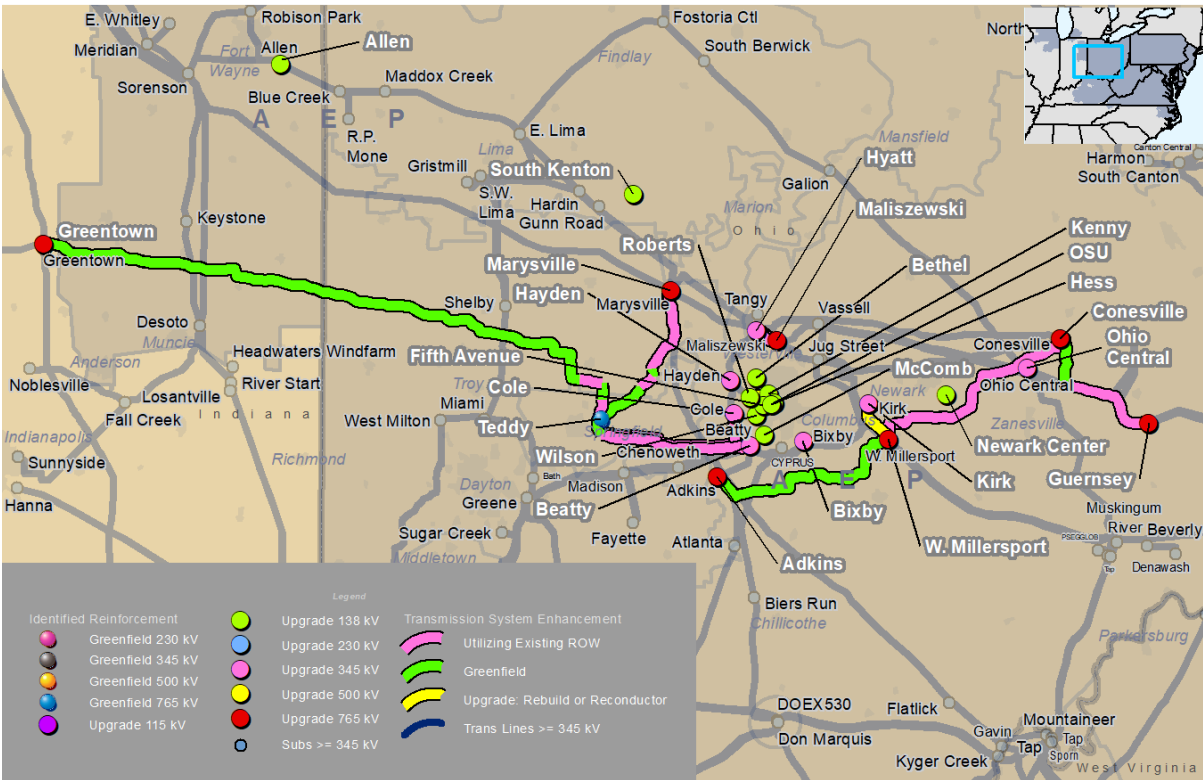 E. Whitley
Robison Park
Fostoria Ctl
North
Meridian
Allen
Allen
South Berwick
Fort
Wayne
Findlay
Sorenson
Maddox Creek
Blue Creek
A E P
R.P.
Mone
E. Lima
Mansfield
Canton Central
Harmon
South Canton
Lima
Gristmill
Hyatt
South Kenton
Galion
S.W.
Lima
Hardin
Gunn Road
Marion
Maliszewski
Keystone
Ohio
Kenny
Greentown
Roberts
OSU
Greentown
Marysville
Bethel
Hess
Hayden
Marysville
Tangy
Shelby
Vassell
Conesville
Desoto
Muncie
Maliszewski
Westervill
Conesville
Ohio
Central
Jug Street
Headwaters Windfarm
Fifth Avenue
Anderson
McComb
Noblesville
River Start
Hayden
Troy
Cole
Newark
Ohio Central
Losantville
Miami
Cole
Kirk
Fall Creek
Indiana
West Milton
Teddy
Springfield
Beatty
Columbu
Zanesville
Indianapolis
Wilson
Bixby
Newark Center
Sunnyside
Richmond
Chenoweth
CYPRUS
W. Millersport
Kirk
Guernsey
Dayton
Bath
Madison
Adkins
A E P
Hanna
Greene
Beatty
Bixby
Muskingum
River
Beverly
Sugar Creek
Fayette
Atlanta
W. Millersport
PSEGGLOB
Tap
Denawash
Middletown
Adkins
Biers Run
Chillicothe
Parkersburg
Legend
Identified Reinforcement
Greenfield 230 kV
Greenfield 345 kV
Greenfield 500 kV
Greenfield 765 kV
Upgrade 115 kV
Upgrade 138 kV
Upgrade 230 kV
Upgrade 345 kV
Upgrade 500 kV
Upgrade 765 kV
Subs >= 345 kV
Transmission System Enhancement
Utilizing Existing ROW
Greenfield
Upgrade: Rebuild or Reconductor
Trans Lines >= 345 kV
DOEX530
Don Marquis
Flatlick
Gavin
Mountaineer
Tap
Tap
Sporn
Kyger Creek
West Virginia